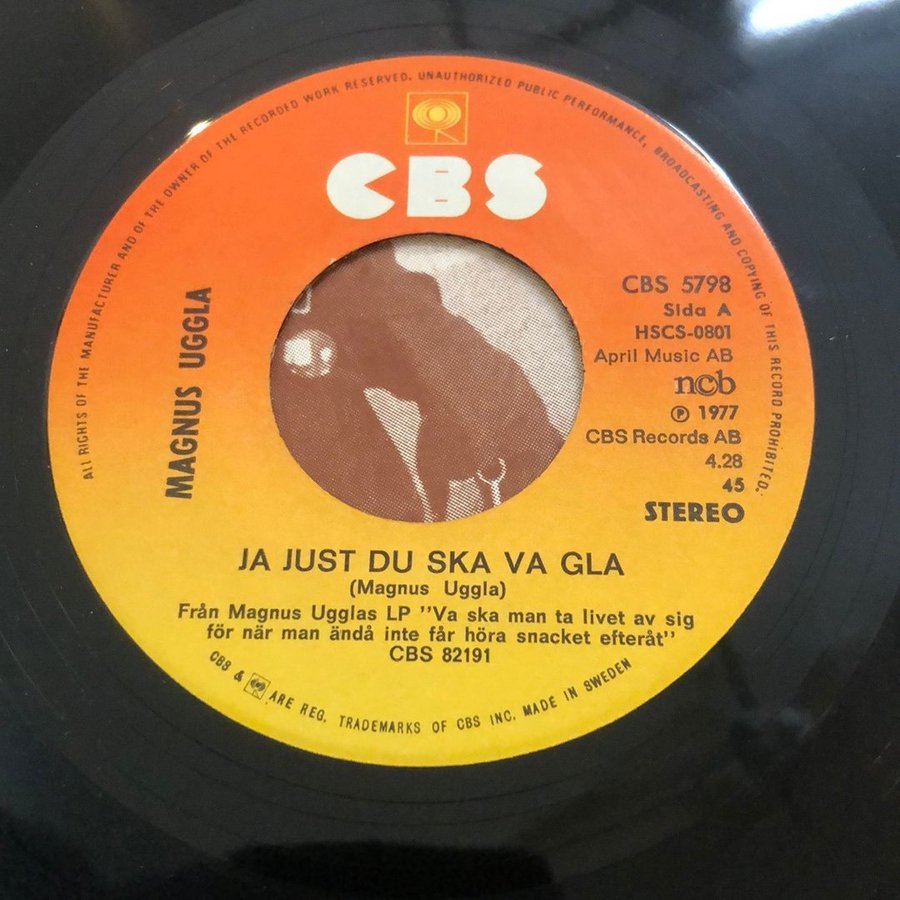 ALL RIGHTS OF THE MANUFACTURER AND OF THE OWNER OF THE RECORDED WORK RESERVED. UNAUTHORIZED PUBLIC PERFORMANCE, BROADCASTING AND COPYING OF THIS RECORD PROHIBITED.
CBS
MAGNUS UGGLA
CBS 5798
Sida A
HSCS-0801
April Music AB
ncb
℗ 1977
CBS Records AB
4.28
45
STEREO
JA JUST DU SKA VA GLA
(Magnus Uggla)
Från Magnus Ugglas LP "Va ska man ta livet av sig
för när man ändå inte får höra snacket efteråt"
CBS 82191
CBS & ARE REG. TRADEMARKS OF CBS INC. MADE IN SWEDEN